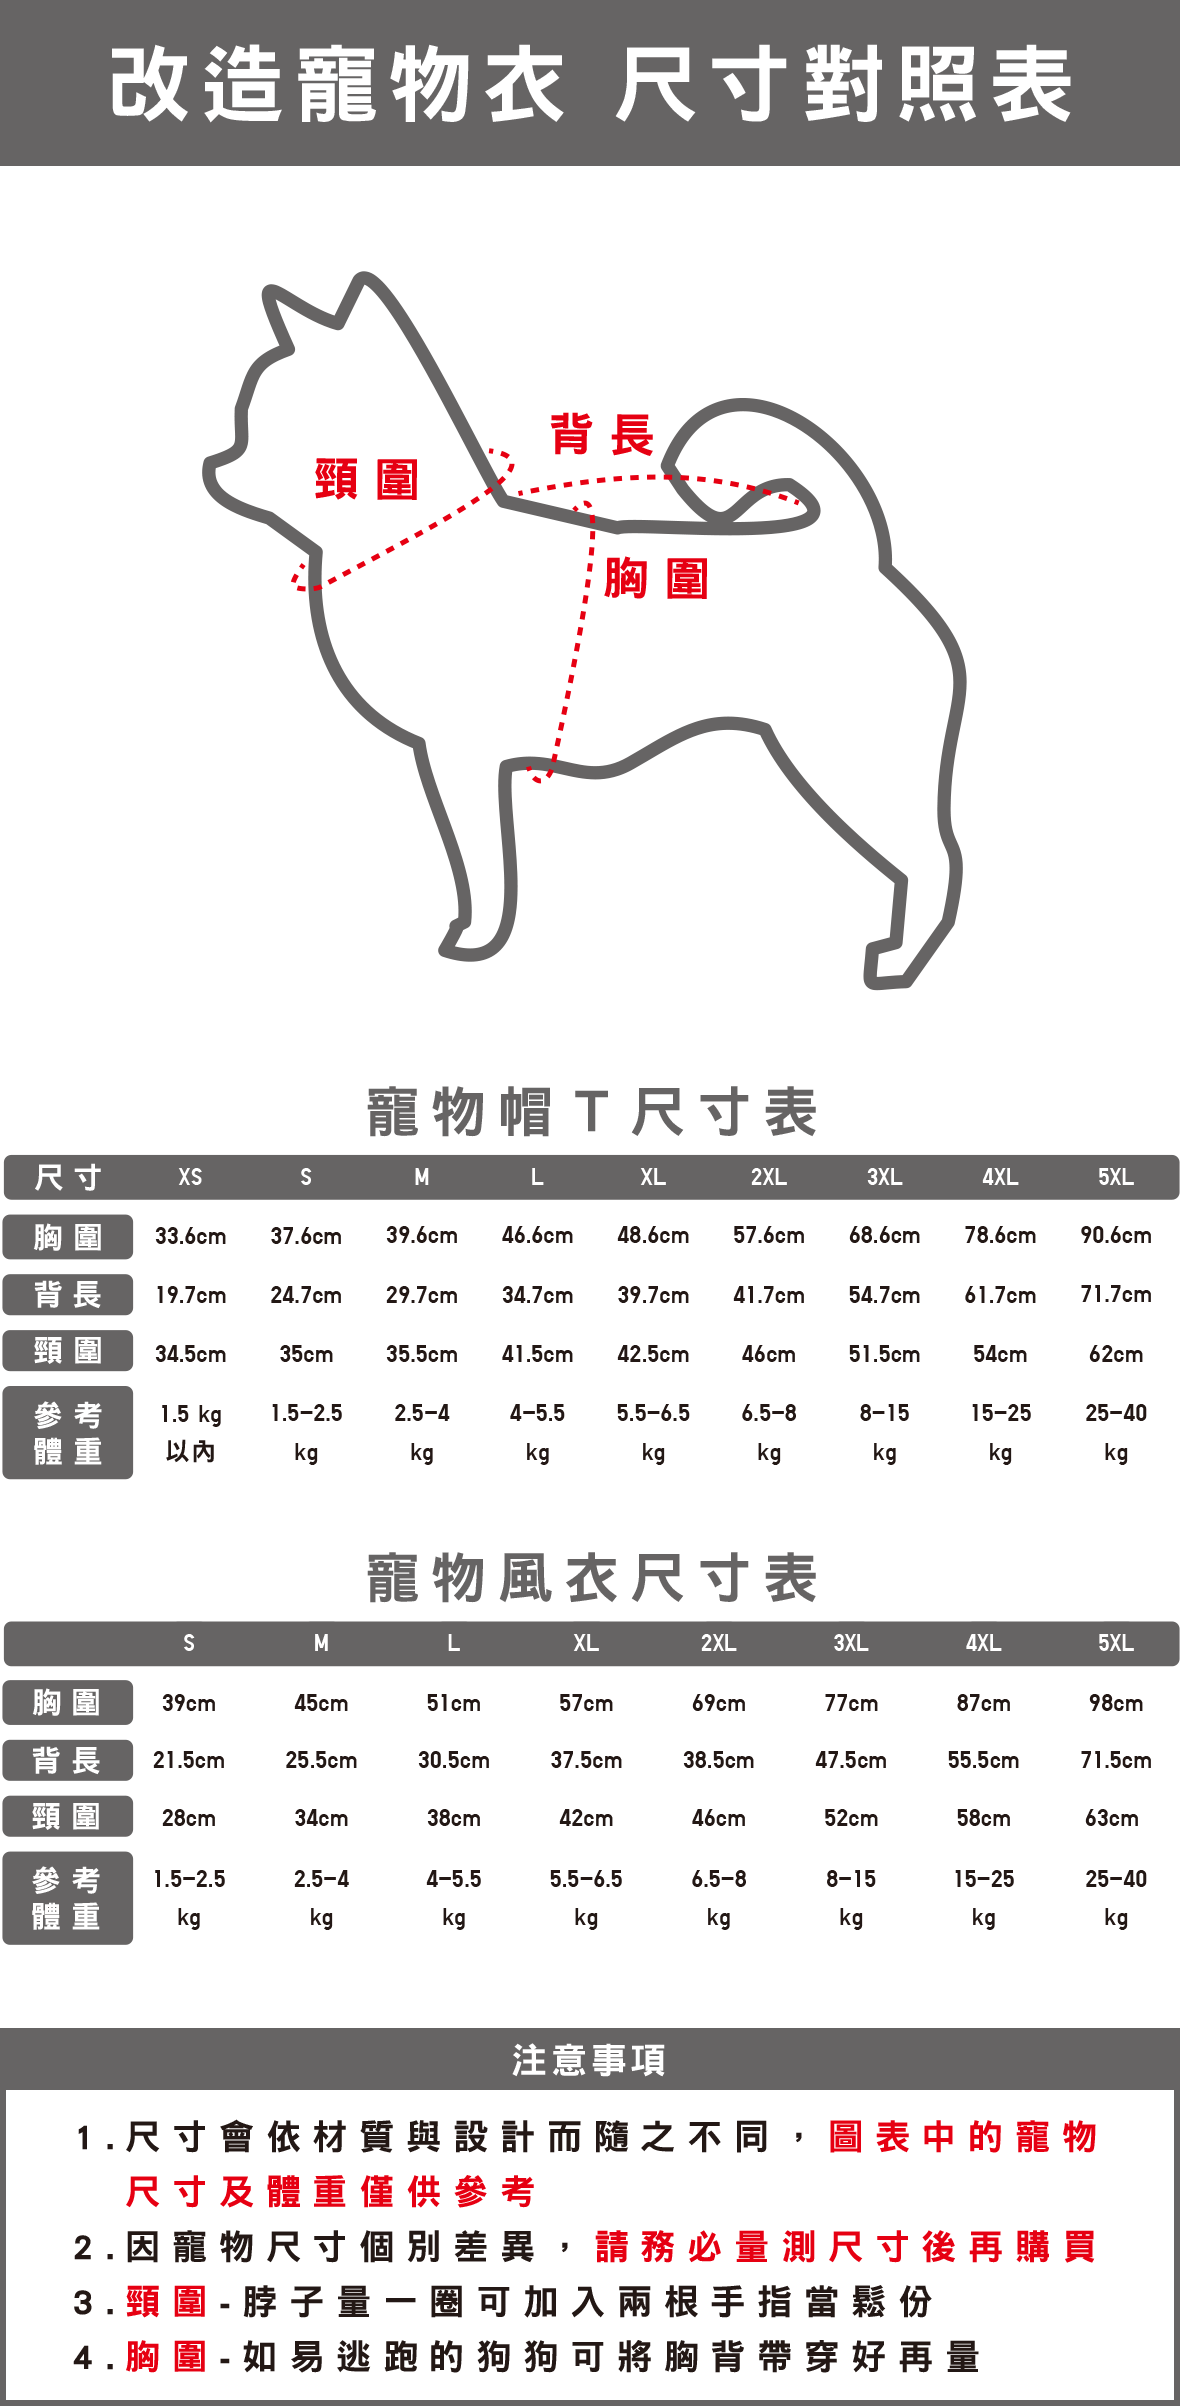 改造寵物衣 尺寸對照表
背長
頸圍
胸圍
寵物帽T尺寸表
尺寸 XS S M L XL 2XL 3XL 4XL 5XL
胸圍 33.6cm 37.6cm 39.6cm 46.6cm 48.6cm 57.6cm 68.6cm 78.6cm 90.6cm
背長 19.7cm 24.7cm 29.7cm 34.7cm 39.7cm 41.7cm 54.7cm 61.7cm 71.7cm
頸圍 34.5cm 35cm 35.5cm 41.5cm 42.5cm 46cm 51.5cm 54cm 62cm
參考 1.5 kg 1.5-2.5 2.5-4 4-5.5 5.5-6.5 6.5-8 8-15 15-25 25-40
體重 以內 kg kg kg kg kg kg kg kg
寵物風衣尺寸表
S M L XL 2XL 3XL 4XL 5XL
胸圍 39cm 45cm 51cm 57cm 69cm 77cm 87cm 98cm
背長 21.5cm 25.5cm 30.5cm 37.5cm 38.5cm 47.5cm 55.5cm 71.5cm
頸圍 28cm 34cm 38cm 42cm 46cm 52cm 58cm 63cm
參考 1.5-2.5 2.5-4 4-5.5 5.5-6.5 6.5-8 8-15 15-25 25-40
體重 kg kg kg kg kg kg kg kg
注意事項
1.尺寸會依材質與設計而隨之不同，圖表中的寵物
尺寸及體重僅供參考
2.因寵物尺寸個別差異，請務必量測尺寸後再購買
3.頸圍-脖子量一圈可加入兩根手指當鬆份
4.胸圍-如易逃跑的狗狗可將胸背帶穿好再量